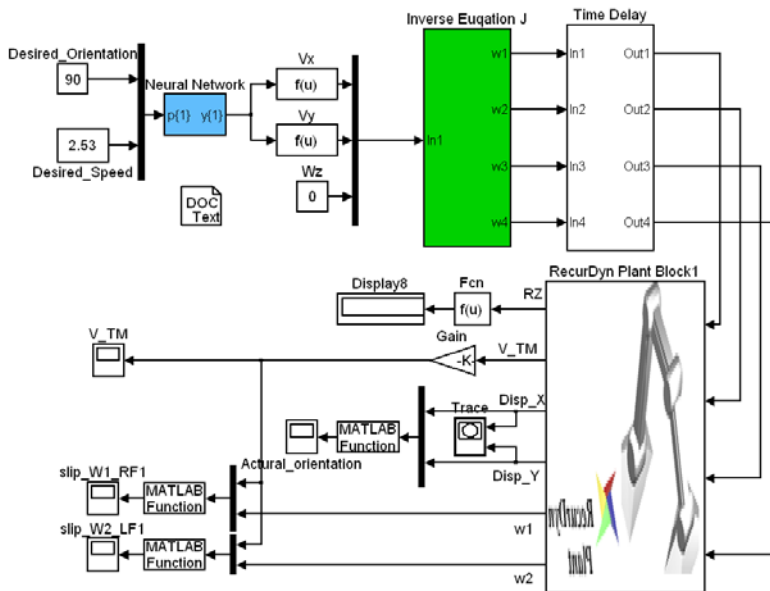 Inverse Euqation J
Time Delay
Desired_Orientation
90
Neural Network
p{1}
y{1}
2.53
Desired_Speed
DOC
Text
Vx
f(u)
Vy
f(u)
Wz
0
In1
w1
w2
w3
w4
In1
In2
In3
In4
Out1
Out2
Out3
Out4
RecurDyn Plant Block1
Display8
Fcn
f(u)
RZ
V_TM
Gain
-K-
V_TM
Disp_X
Trace
Disp_Y
MATLAB
Function
Actural_orientation
slip_W1_RF1
MATLAB
Function
w1
slip_W2_LF1
MATLAB
Function
w2
RecurDyn
Plant